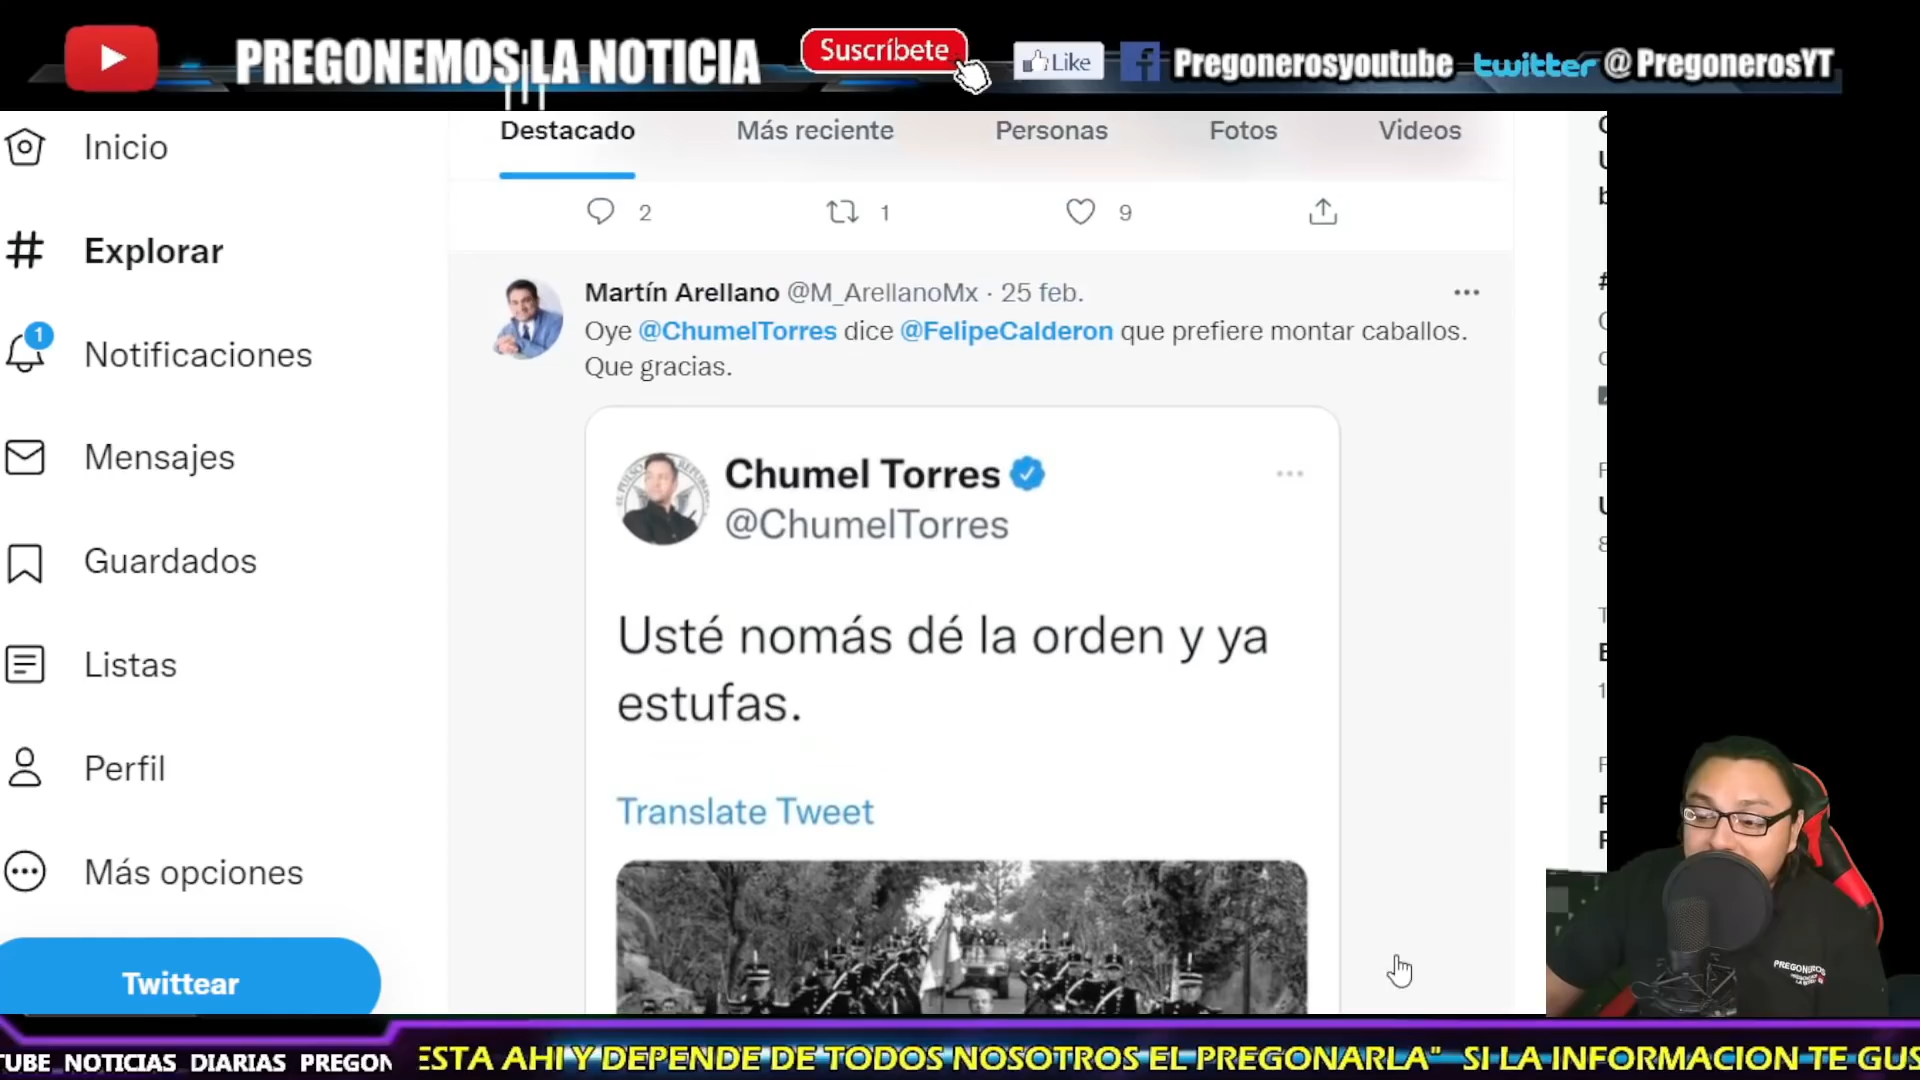 PREGONEMOS LA NOTICIA
Suscríbete
Like
Pregonerosyoutube
twitter @PregonerosYT
Inicio
Explorar
1
Notificaciones
Mensajes
Guardados
Listas
Perfil
Más opciones
Twittear
Destacado
Más reciente
Personas
Fotos
Videos
2
1
9
Martín Arellano @M_ArellanoMx · 25 feb.
Oye @ChumelTorres dice @FelipeCalderon que prefiere montar caballos.
Que gracias.
Chumel Torres
@ChumelTorres
Usté nomás dé la orden y ya
estufas.
Translate Tweet
PREGONEROS
TUBE NOTICIAS DIARIAS PREGON
ESTA AHI Y DEPENDE DE TODOS NOSOTROS EL PREGONARLA" SI LA INFORMACION TE GUS